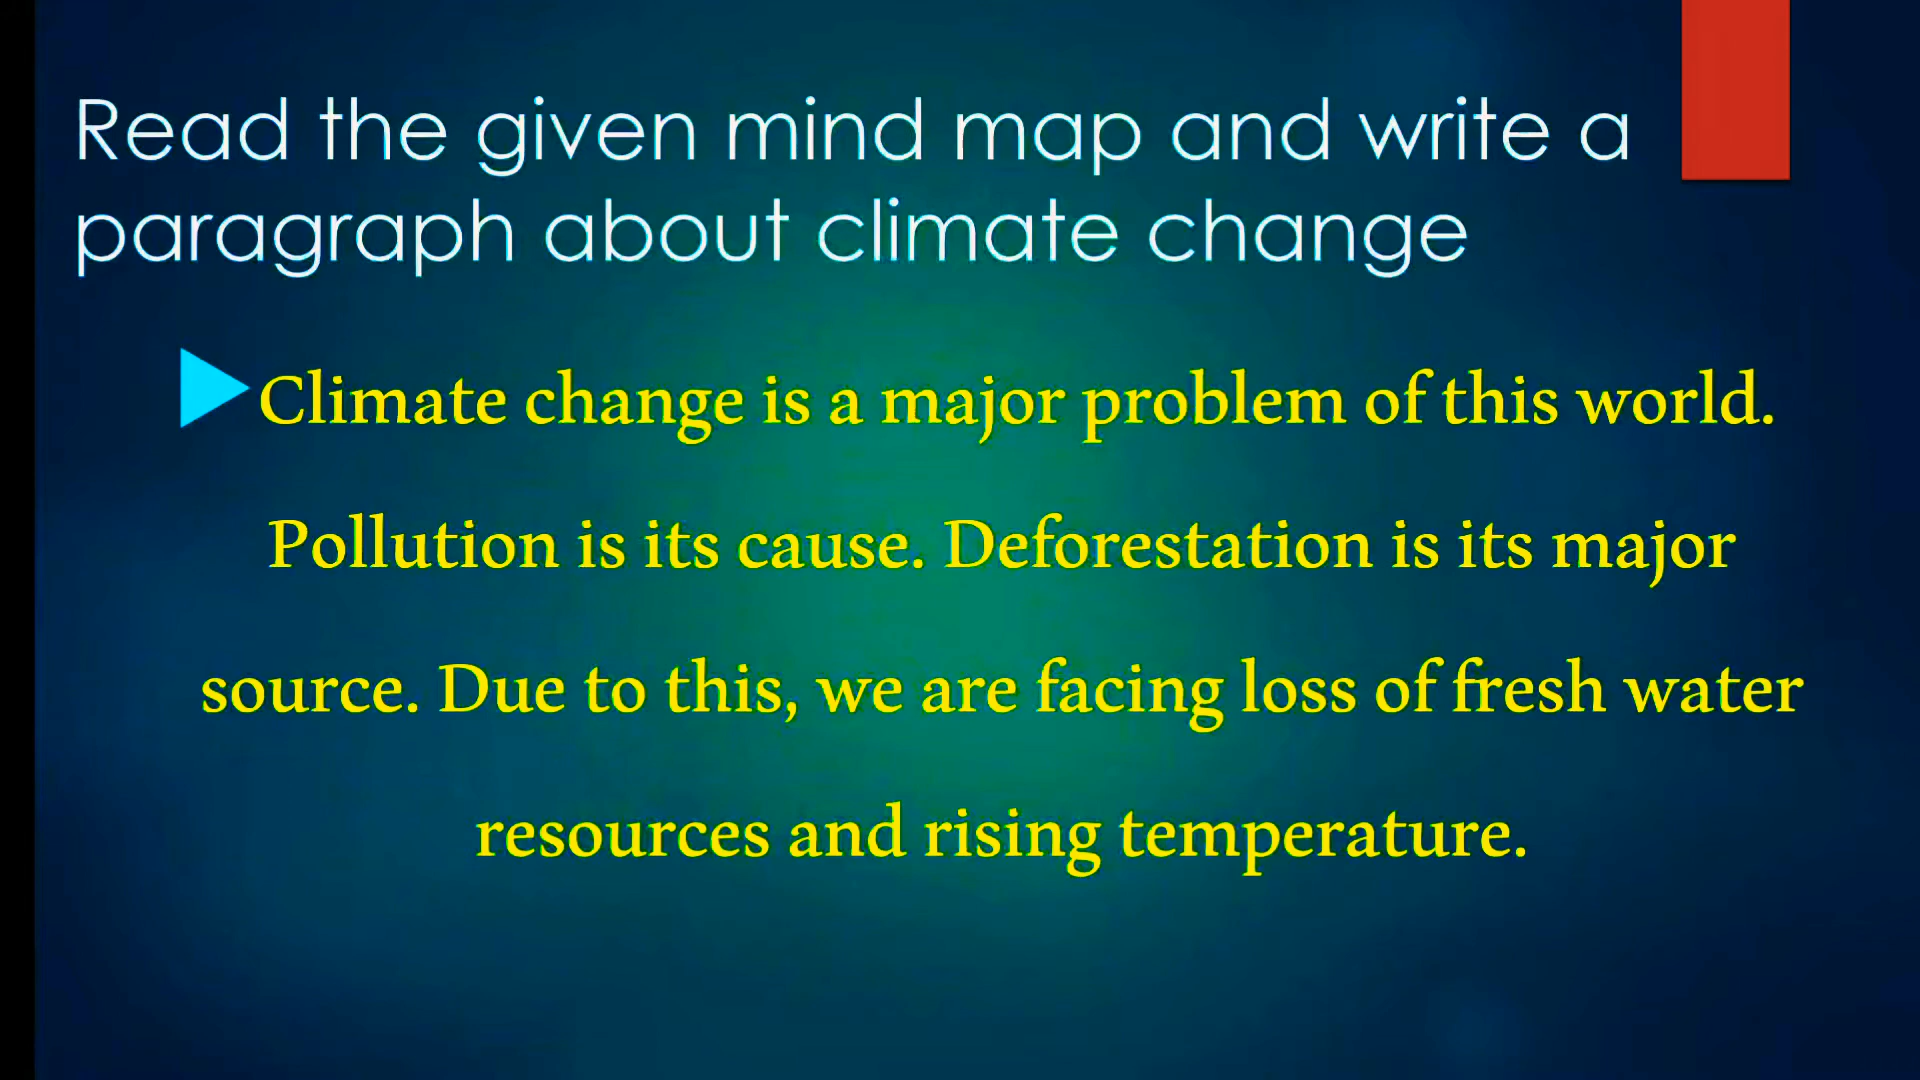 Read the given mind map and write a
paragraph about climate change
Climate change is a major problem of this world.
Pollution is its cause. Deforestation is its major
source. Due to this, we are facing loss of fresh water
resources and rising temperature.